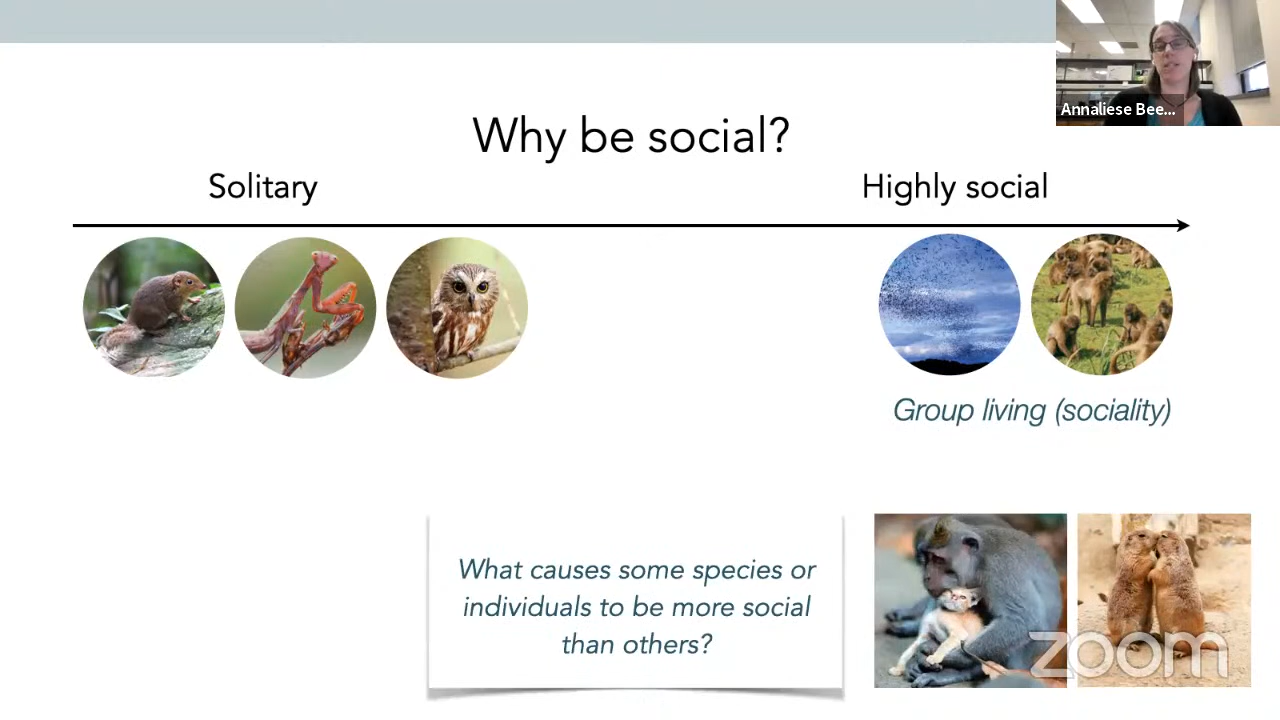 Annaliese Bee...
Why be social?
Solitary
Highly social
Group living (sociality)
What causes some species or
individuals to be more social
than others?
zoom